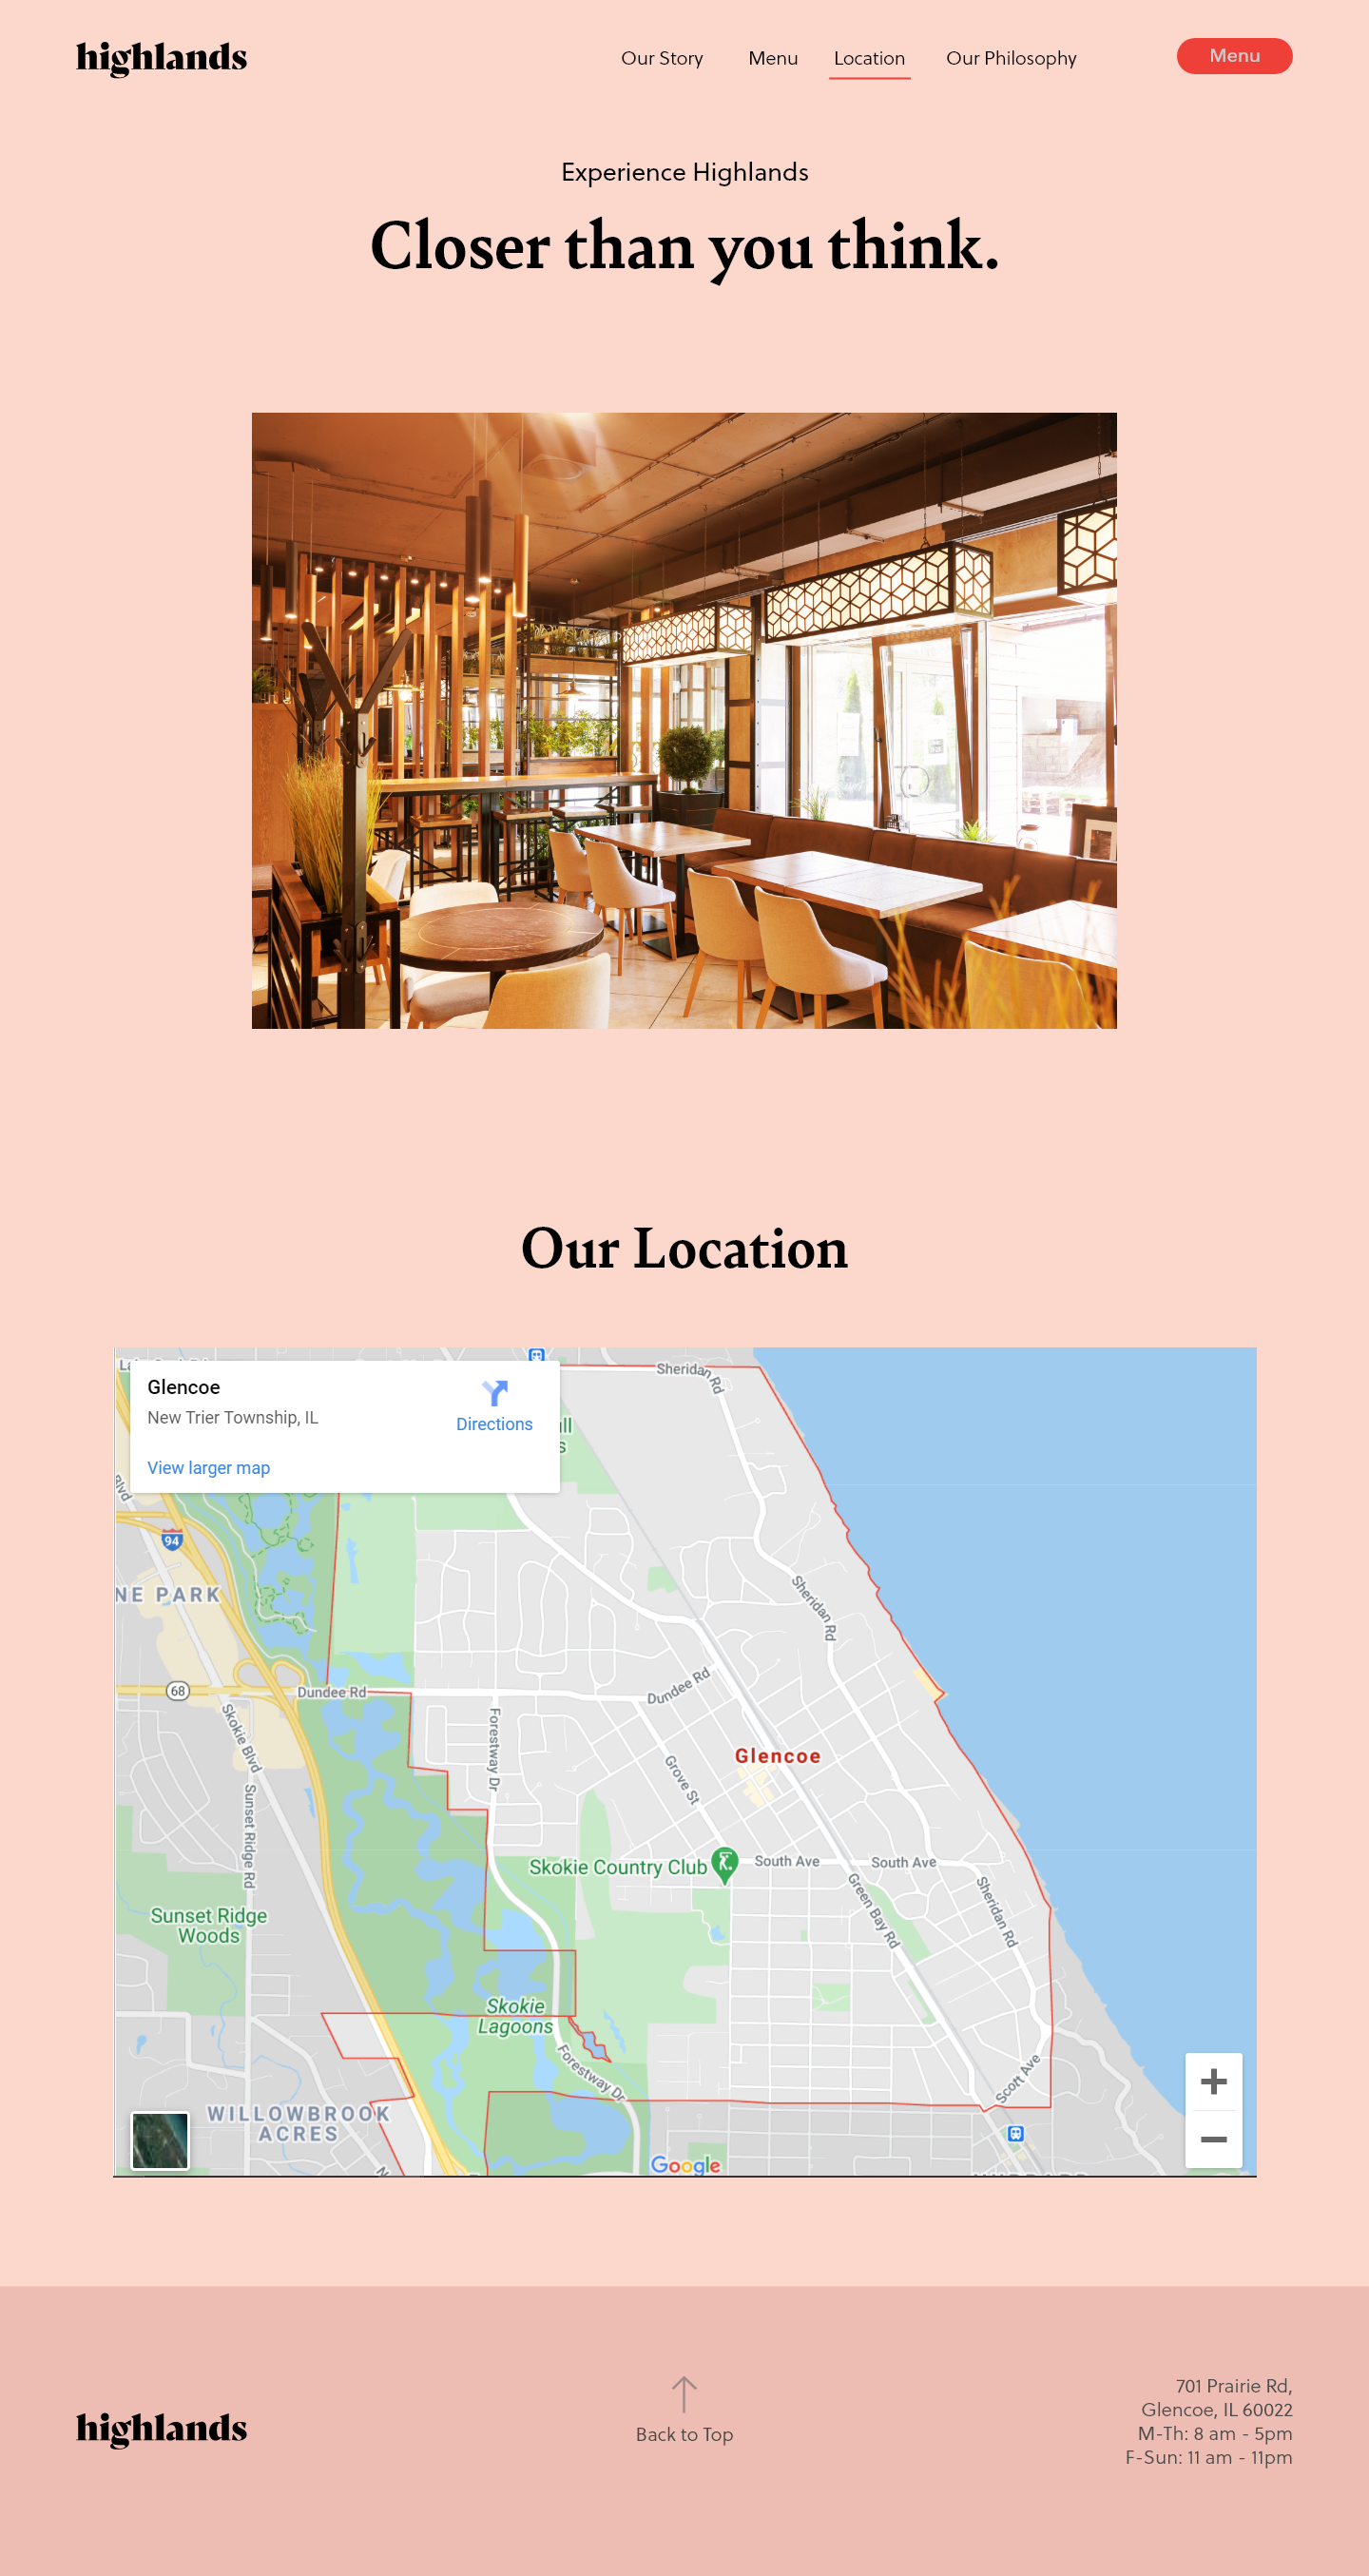 highlands
Our Story
Menu
Location
Our Philosophy
Menu
Experience Highlands
Closer than you think.
Our Location
Glencoe
New Trier Township, IL
Directions
View larger map
Sheridan Rd
94
NE PARK
Sheridan Rd
68
Dundee Rd
Dundee Rd
Skokie Blvd
Forestway Dr
Glencoe
Grove St
Sunset Ridge Rd
Skokie Country Club
South Ave
South Ave
Green Bay Rd
Sheridan Rd
Sunset Ridge
Woods
Skokie
Lagoons
Forestway Dr
Scott Ave
WILLOWBROOK
ACRES
Google
highlands
Back to Top
701 Prairie Rd,
Glencoe, IL 60022
M-Th: 8 am - 5pm
F-Sun: 11 am - 11pm